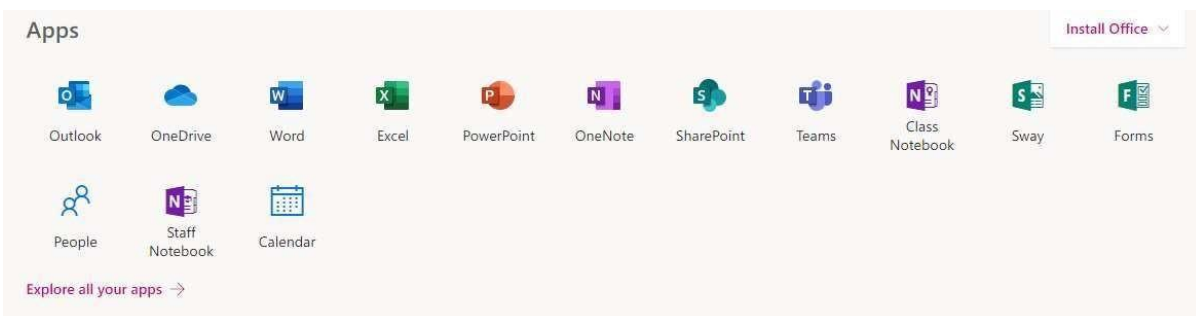 Apps
Install Office
Outlook OneDrive Word Excel PowerPoint OneNote SharePoint Teams Class Notebook Sway Forms
People Staff Notebook Calendar
Explore all your apps →